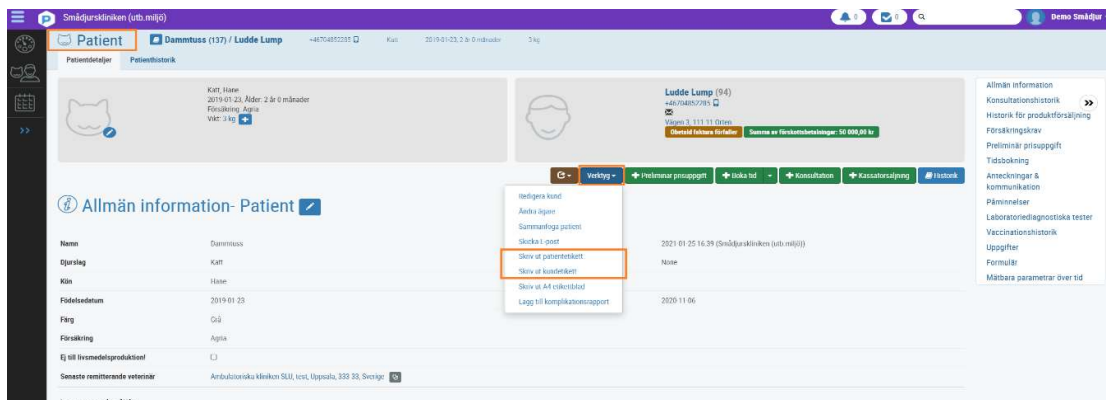 Smådjurskliniken (utb.miljö)
0
0
Demo Smådjur
Patient
Dammtuss (137) / Ludde Lump
+46704852285
Katt
2019-01-23, 2 år 0 månader
3 kg
Patientdetaljer
Patienthistorik
Katt, Hane
2019-01-23, Ålder: 2 år 0 månader
Försäkring: Agria
Vikt: 3 kg
Ludde Lump (94)
+46704852285
Vägen 3, 111 11 Orten
Obetald faktura förfaller
Summa av förskottsbetalningar: 50 000,00 kr
Allmän information
Konsultationshistorik
Historik för produktförsäljning
Försäkringskrav
Preliminär prisuppgift
Tidsbokning
Anteckningar &
kommunikation
Påminnelser
Laboratoriediagnostiska tester
Vaccinationshistorik
Uppgifter
Formulär
Mätbara parametrar över tid
Verktyg
Preliminär prisuppgift
Boka tid
Konsultation
Kassaförsäljning
Historik
Redigera kund
Ändra ägare
Sammanfoga patient
Skicka E-post
Skriv ut patientetikett
Skriv ut kundetikett
Skriv ut A4 etikettblad
Lägg till komplikationsrapport
Allmän information- Patient
Namn
Dammtuss
2021-01-25 16:39 (Smådjurskliniken (utb.miljö))
Djurslag
Katt
None
Kön
Hane
Födelsedatum
2019-01-23
2020-11-06
Färg
Grå
Försäkring
Agria
Ej till livsmedelsproduktion!
Senaste remitterande veterinär
Ambulatoriska kliniken SLU, test, Uppsala, 333 33, Sverige